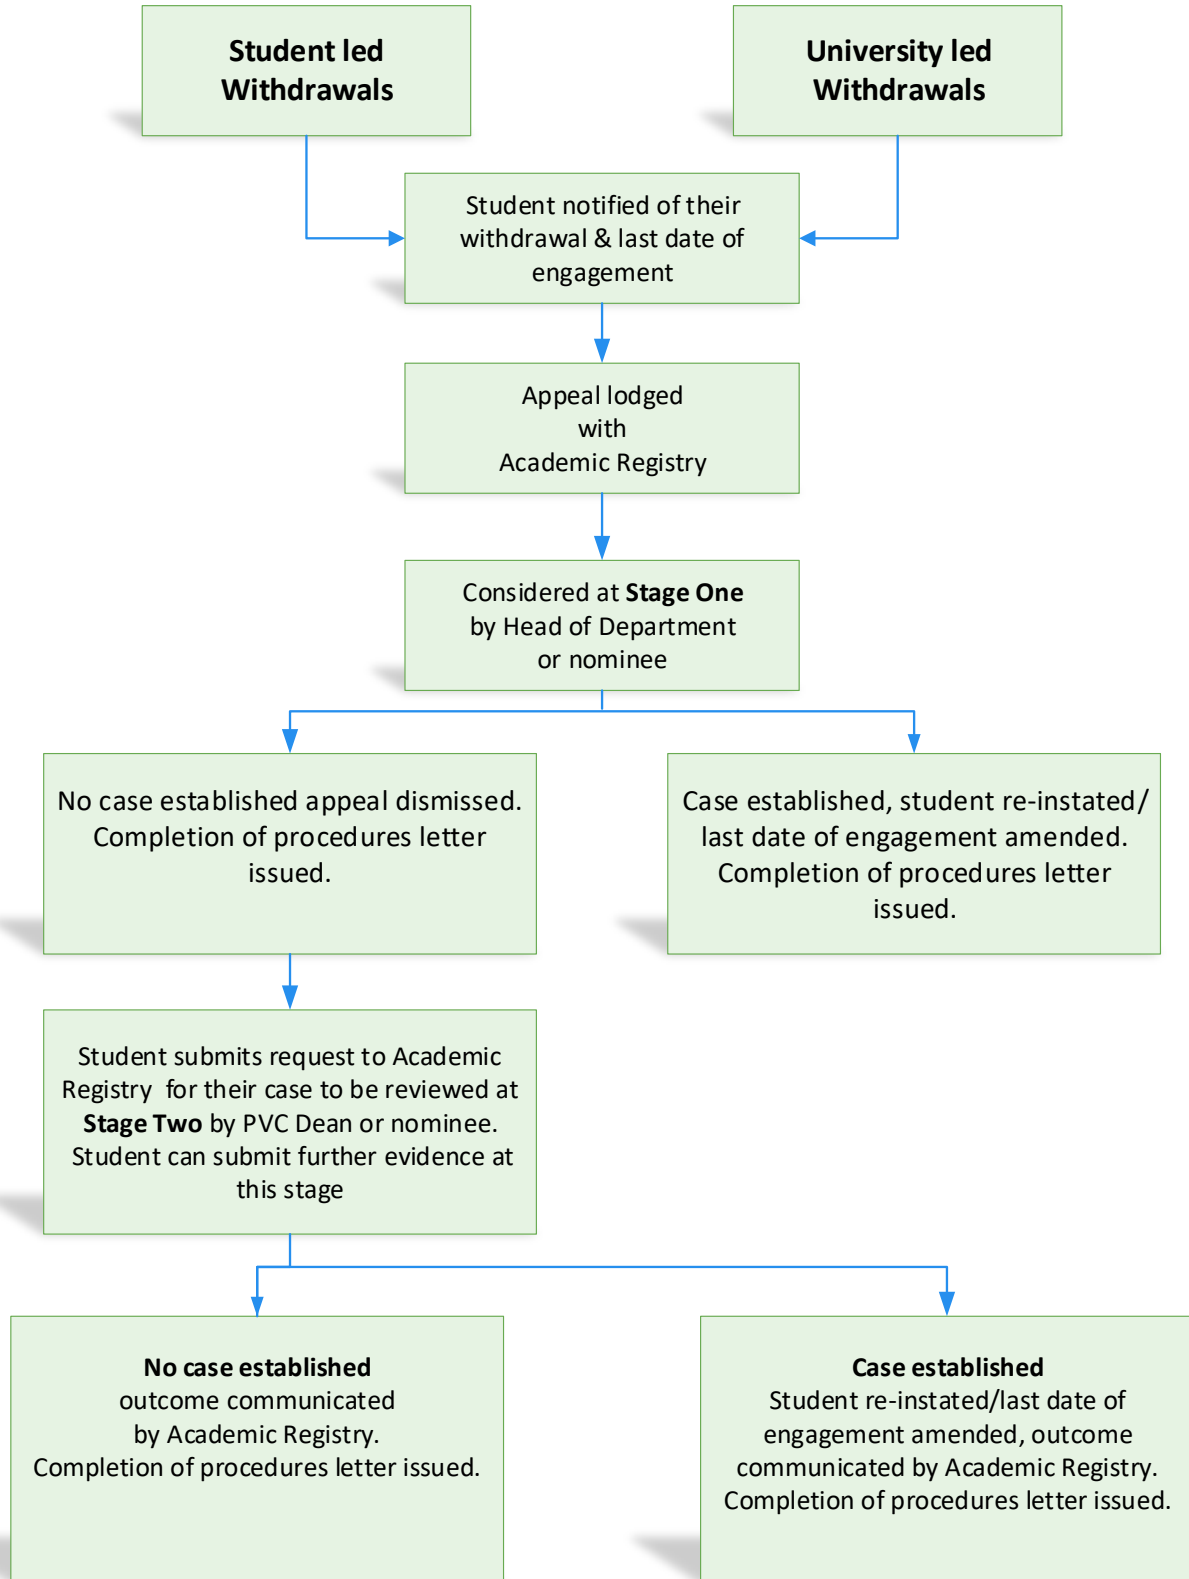 Student led
Withdrawals
University led
Withdrawals
Student notified of their
withdrawal & last date of
engagement
Appeal lodged
with
Academic Registry
Considered at Stage One
by Head of Department
or nominee
No case established appeal dismissed.
Completion of procedures letter
issued.
Case established, student re-instated/
last date of engagement amended.
Completion of procedures letter
issued.
Student submits request to Academic
Registry for their case to be reviewed at
Stage Two by PVC Dean or nominee.
Student can submit further evidence at
this stage
No case established
outcome communicated
by Academic Registry.
Completion of procedures letter issued.
Case established
Student re-instated/last date of
engagement amended, outcome
communicated by Academic Registry.
Completion of procedures letter issued.